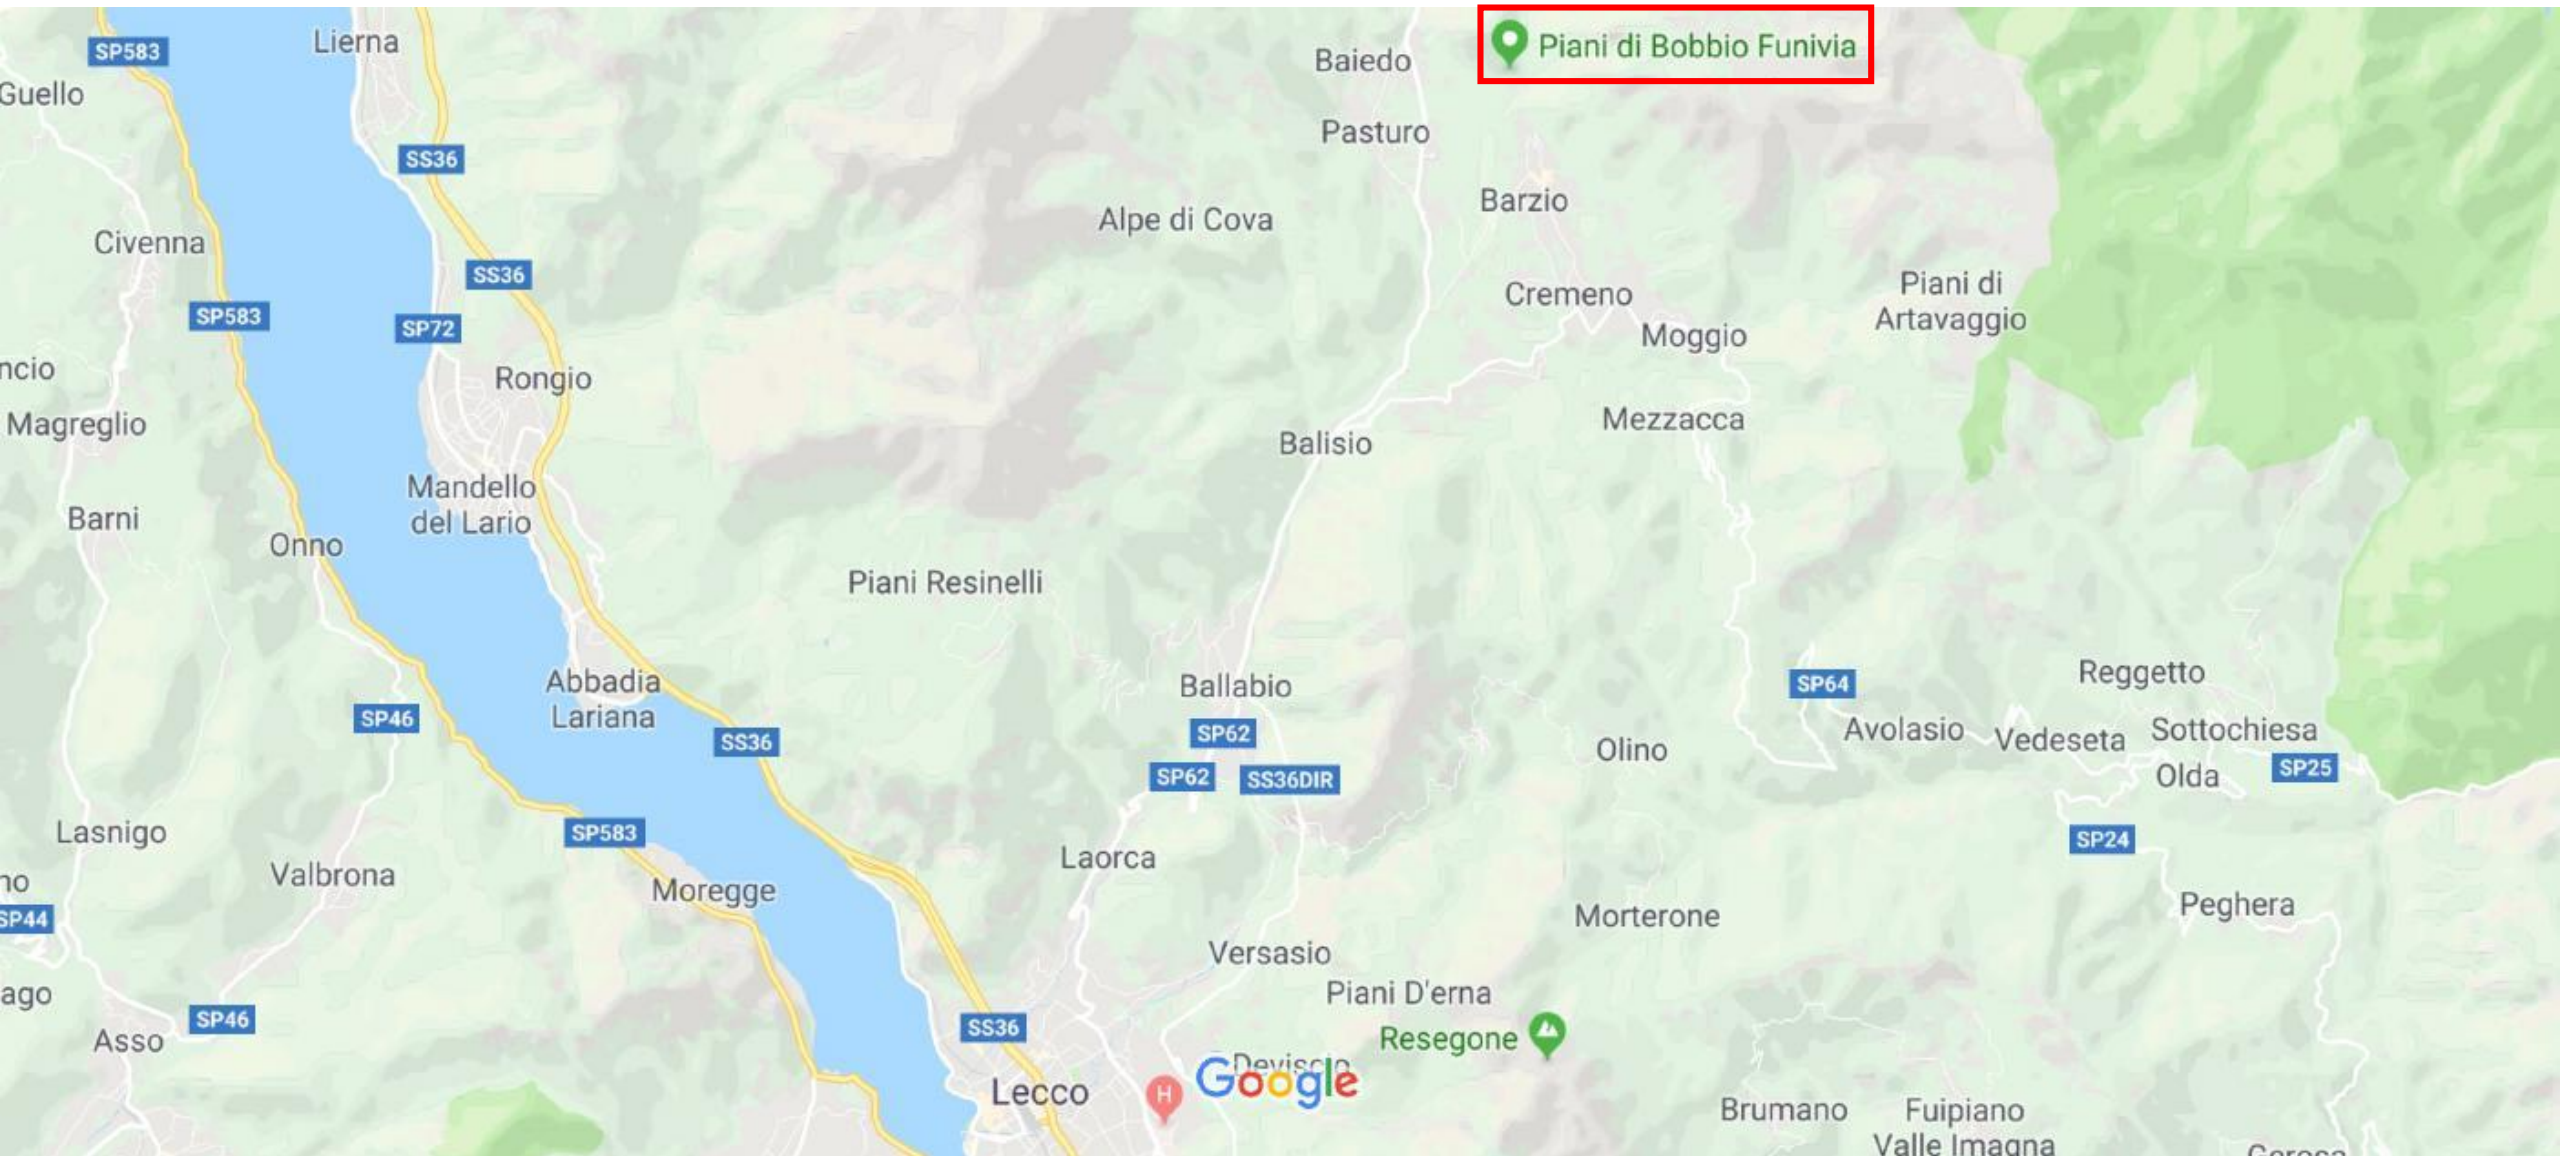 Lierna
SP583
Guello
SS36
Civenna
SS36
SP583
SP72
ncio
Rongio
Magreglio
Mandello
del Lario
Barni
Onno
Piani Resinelli
Abbadia
Lariana
SP46
SS36
SP583
Lasnigo
Valbrona
Moregge
no
SP44
ago
SP46
Asso
SS36
Lecco
H
Google
Piani di Bobbio Funivia
Baiedo
Pasturo
Barzio
Alpe di Cova
Cremeno
Piani di
Artavaggio
Moggio
Mezzacca
Balisio
Ballabio
SP62
SP62
SS36DIR
Laorca
Versasio
Piani D'erna
Resegone
Olino
Morterone
SP64
Avolasio
Vedeseta
Reggetto
Sottochiesa
Olda
SP25
SP24
Peghera
Brumano
Fuipiano
Valle Imagna